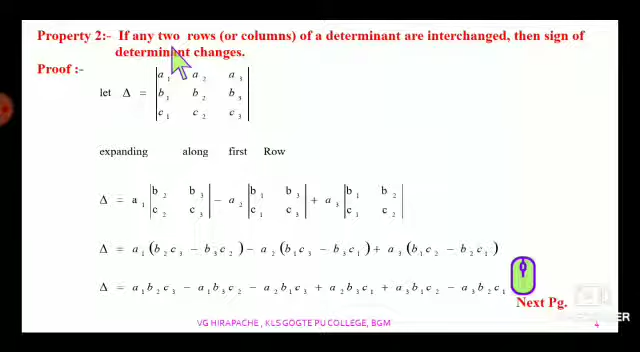 Property 2:- If any two rows (or columns) of a determinant are interchanged, then sign of
determinant changes.
Proof :-
let Δ = | a₁ a₂ a₃ |
| b₁ b₂ b₃ |
| c₁ c₂ c₃ |
expanding along first Row
Δ = a₁ | b₂ b₃ | − a₂ | b₁ b₃ | + a₃ | b₁ b₂ |
| c₂ c₃ | | c₁ c₃ | | c₁ c₂ |
Δ = a₁ (b₂c₃ − b₃c₂) − a₂ (b₁c₃ − b₃c₁) + a₃ (b₁c₂ − b₂c₁)
Δ = a₁b₂c₃ − a₁b₃c₂ − a₂b₁c₃ + a₂b₃c₁ + a₃b₁c₂ − a₃b₂c₁
Next Pg.
VG HIRAPACHE , KLS GOGTE PU COLLEGE, BGM
4